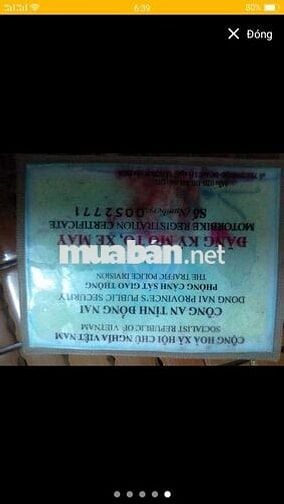 6:39
80%
× Đóng
CỘNG HOÀ XÃ HỘI CHỦ NGHĨA VIỆT NAM
SOCIALIST REPUBLIC OF VIETNAM
CÔNG AN TỈNH ĐỒNG NAI
DONG NAI PROVINCE'S PUBLIC SECURITY
PHÒNG CẢNH SÁT GIAO THÔNG
THE TRAFFIC POLICE DIVISION
ĐĂNG KÝ MÔ TÔ, XE MÁY
MOTORBIKE REGISTRATION CERTIFICATE
Số (Number): 0052771
muaban.net